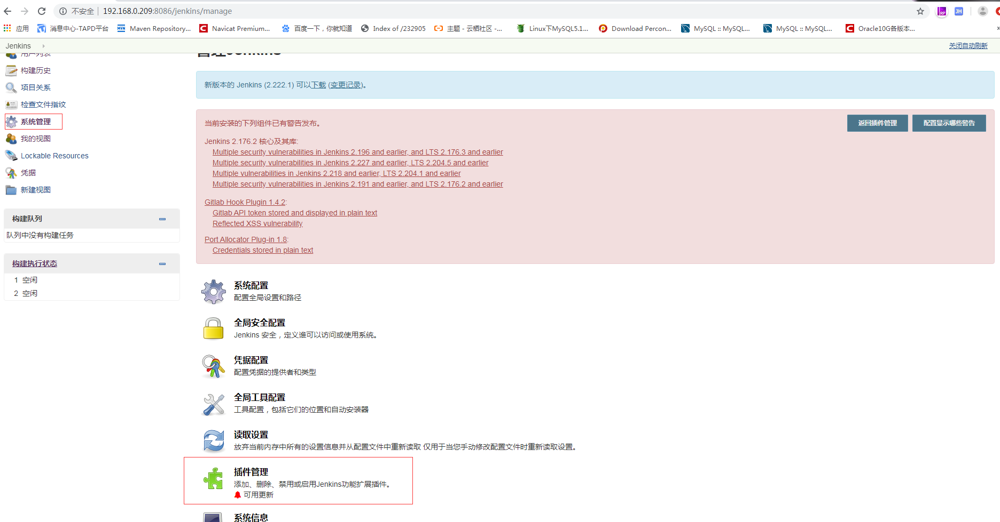 不安全 192.168.0.209:8086/jenkins/manage
RP
JH
应用 消息中心-TAPD平台 Maven Repository... Navicat Premium... 百度一下，你就知道 Index of /232905 主题 - 云栖社区 -... Linux下MySQL5.1... Download Percon... MySQL :: MySQL... MySQL :: MySQL... Oracle10G各版本...
Jenkins
关闭自动刷新
用户列表
构建历史
项目关系
检查文件指纹
系统管理
我的视图
Lockable Resources
凭据
新建视图
构建队列
队列中没有构建任务
构建执行状态
1 空闲
2 空闲
管理Jenkins
新版本的 Jenkins (2.222.1) 可以下载 (变更记录)。
当前安装的下列组件已有警告发布。
返回插件管理
配置显示哪些警告
Jenkins 2.176.2 核心及其库:
Multiple security vulnerabilities in Jenkins 2.196 and earlier, and LTS 2.176.3 and earlier
Multiple security vulnerabilities in Jenkins 2.227 and earlier, LTS 2.204.5 and earlier
Multiple vulnerabilities in Jenkins 2.218 and earlier, LTS 2.204.1 and earlier
Multiple security vulnerabilities in Jenkins 2.191 and earlier, and LTS 2.176.2 and earlier
Gitlab Hook Plugin 1.4.2:
Gitlab API token stored and displayed in plain text
Reflected XSS vulnerability
Port Allocator Plug-in 1.8:
Credentials stored in plain text
系统配置
配置全局设置和路径
全局安全配置
Jenkins 安全，定义谁可以访问或使用系统。
凭据配置
配置凭据的提供者和类型
全局工具配置
工具配置，包括它们的位置和自动安装器
读取设置
放弃当前内存中所有的设置信息并从配置文件中重新读取 仅用于当您手动修改配置文件时重新读取设置。
插件管理
添加、删除、禁用或启用Jenkins功能扩展插件。
可用更新
系统信息